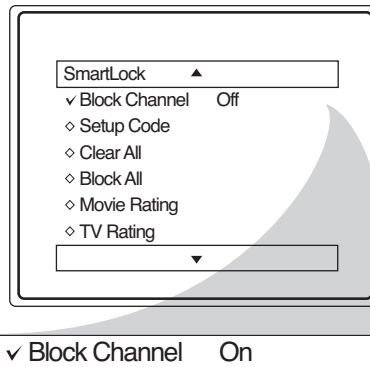 SmartLock ▲
✓ Block Channel Off
◇ Setup Code
◇ Clear All
◇ Block All
◇ Movie Rating
◇ TV Rating
▼
✓ Block Channel On